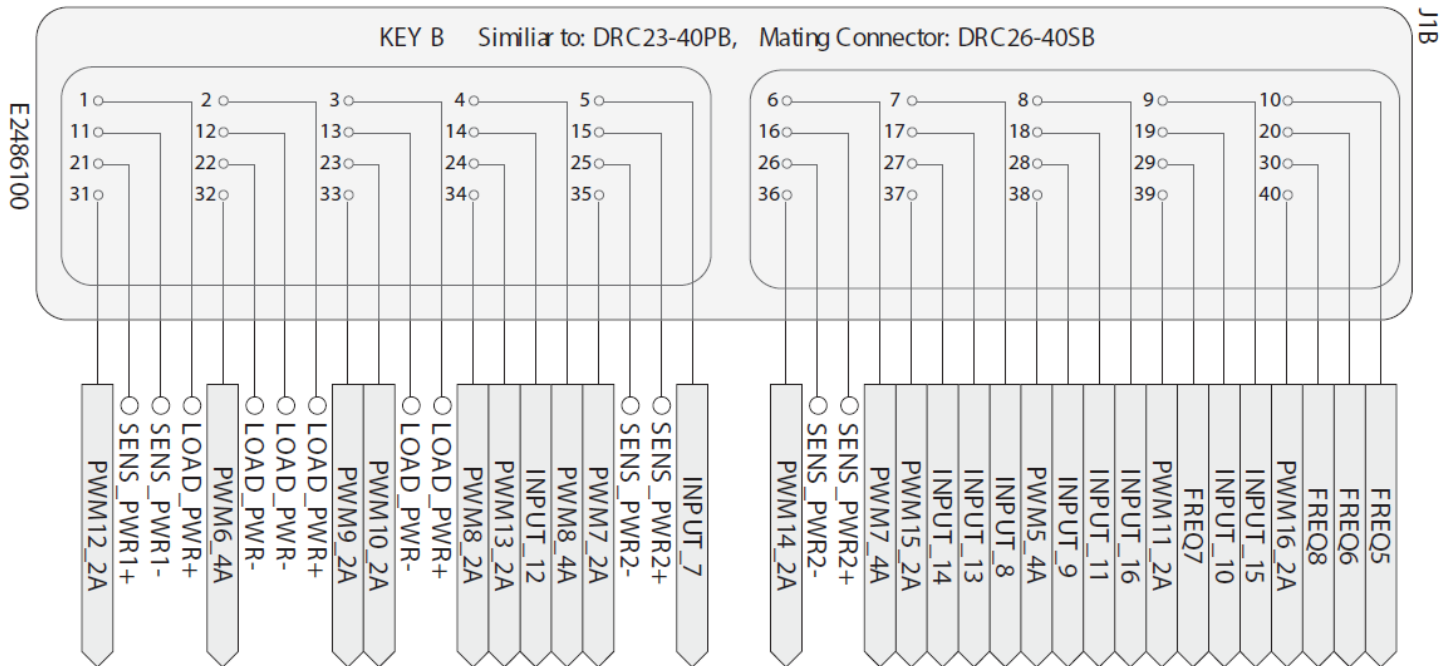 KEY B Similiar to: DRC23-40PB, Mating Connector: DRC26-40SB
J1B
E2486100
1 2 3 4 5 6 7 8 9 10
11 12 13 14 15 16 17 18 19 20
21 22 23 24 25 26 27 28 29 30
31 32 33 34 35 36 37 38 39 40
PWM12_2A
SENS_PWR1+
SENS_PWR1-
LOAD_PWR+
PWM6_4A
LOAD_PWR-
LOAD_PWR-
LOAD_PWR+
PWM9_2A
PWM10_2A
LOAD_PWR-
LOAD_PWR+
PWM8_2A
PWM13_2A
INPUT_12
PWM8_4A
PWM7_2A
SENS_PWR2-
SENS_PWR2+
INPUT_7
PWM14_2A
SENS_PWR2-
SENS_PWR2+
PWM7_4A
PWM15_2A
INPUT_14
INPUT_13
INPUT_8
PWM5_4A
INPUT_9
INPUT_11
INPUT_16
PWM11_2A
FREQ7
INPUT_10
INPUT_15
PWM16_2A
FREQ8
FREQ6
FREQ5